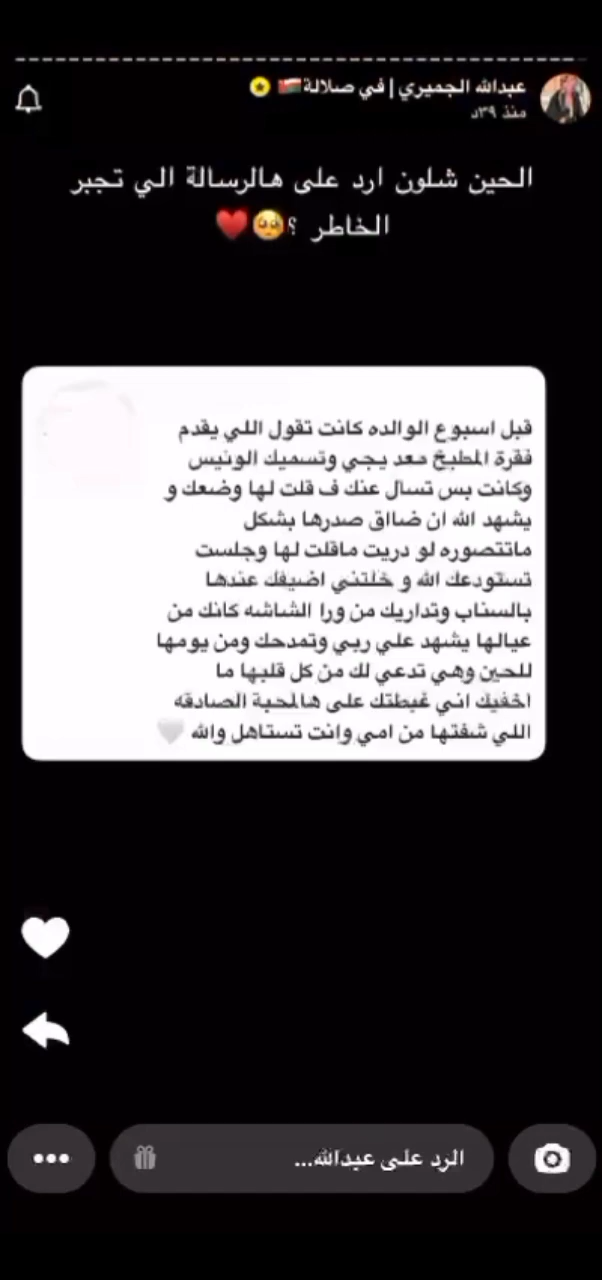 عبدالله الجميري | في صلالة🇴🇲
منذ ٣٩د
الحين شلون ارد على هالرسالة الي تجبر
الخاطر ؟🥺❤️
قبل اسبوع الوالده كانت تقول اللي يقدم
فقرة المطبخ معد يجي وتسميك الونيس
وكانت بس تسأل عنك ف قلت لها وضعك و
يشهد الله ان ضااق صدرها بشكل
ماتتصوره لو دريت ماقلت لها وجلست
تستودعك الله و خلتني اضيفك عندها
بالسناب وتداريك من ورا الشاشه كانك من
عيالها يشهد علي ربي وتمدحك ومن يومها
للحين وهي تدعي لك من كل قلبها ما
اخفيك اني غبطتك على هالمحبة الصادقه
اللي شفتها من امي وانت تستاهل والله 🤍
الرد على عبدالله...